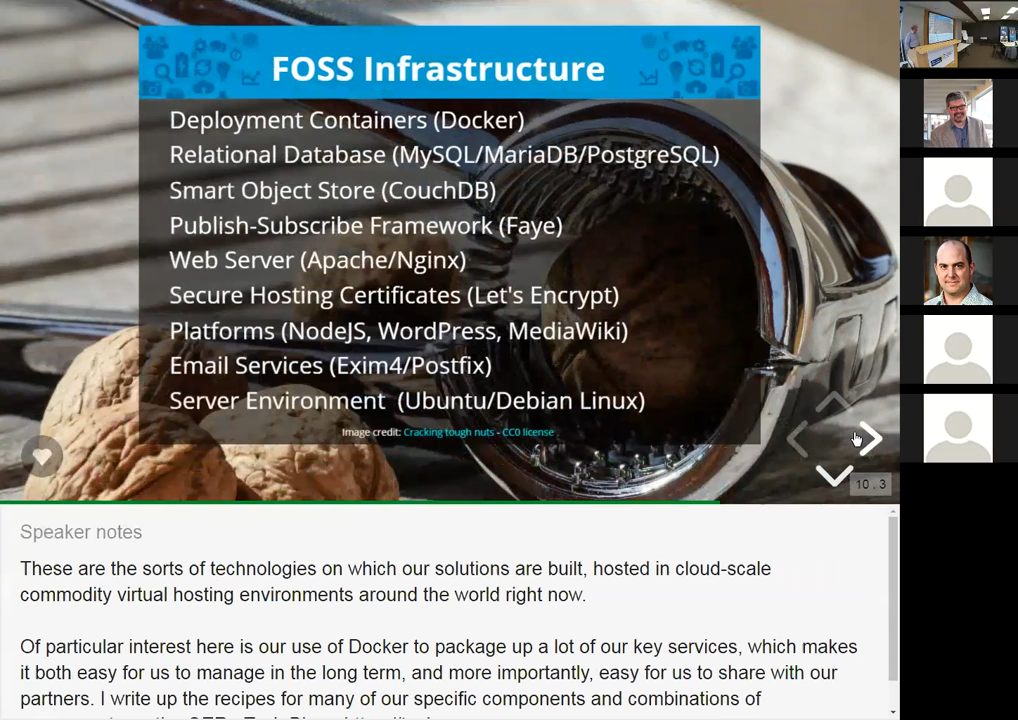 FOSS Infrastructure
Deployment Containers (Docker)
Relational Database (MySQL/MariaDB/PostgreSQL)
Smart Object Store (CouchDB)
Publish-Subscribe Framework (Faye)
Web Server (Apache/Nginx)
Secure Hosting Certificates (Let's Encrypt)
Platforms (NodeJS, WordPress, MediaWiki)
Email Services (Exim4/Postfix)
Server Environment (Ubuntu/Debian Linux)
Image credit: Cracking tough nuts - CC0 license
10 . 3
Speaker notes
These are the sorts of technologies on which our solutions are built, hosted in cloud-scale
commodity virtual hosting environments around the world right now.
Of particular interest here is our use of Docker to package up a lot of our key services, which makes
it both easy for us to manage in the long term, and more importantly, easy for us to share with our
partners. I write up the recipes for many of our specific components and combinations of